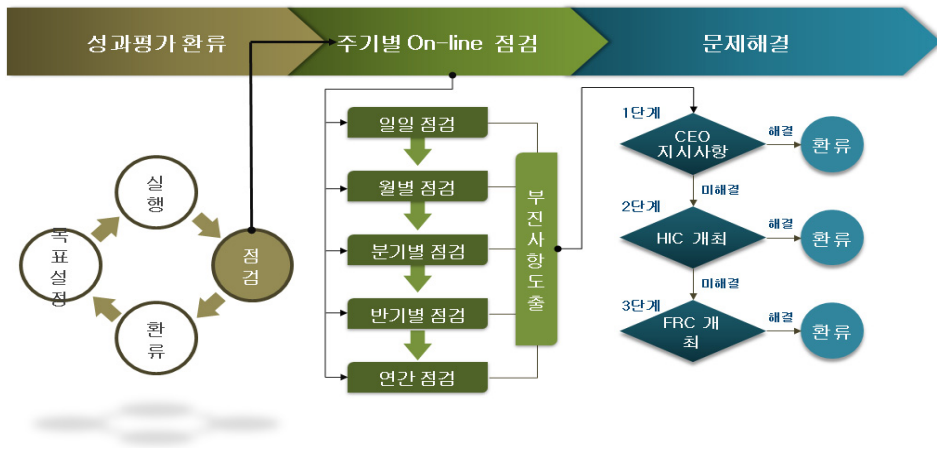 성과평가 환류
주기별 On-line 점검
문제해결
실행
목표설정
점검
환류
일일 점검
월별 점검
분기별 점검
반기별 점검
연간 점검
부진사항도출
1단계
CEO
지시사항
해결
환류
미해결
2단계
HIC 개최
해결
환류
미해결
3단계
FRC 개
최
해결
환류